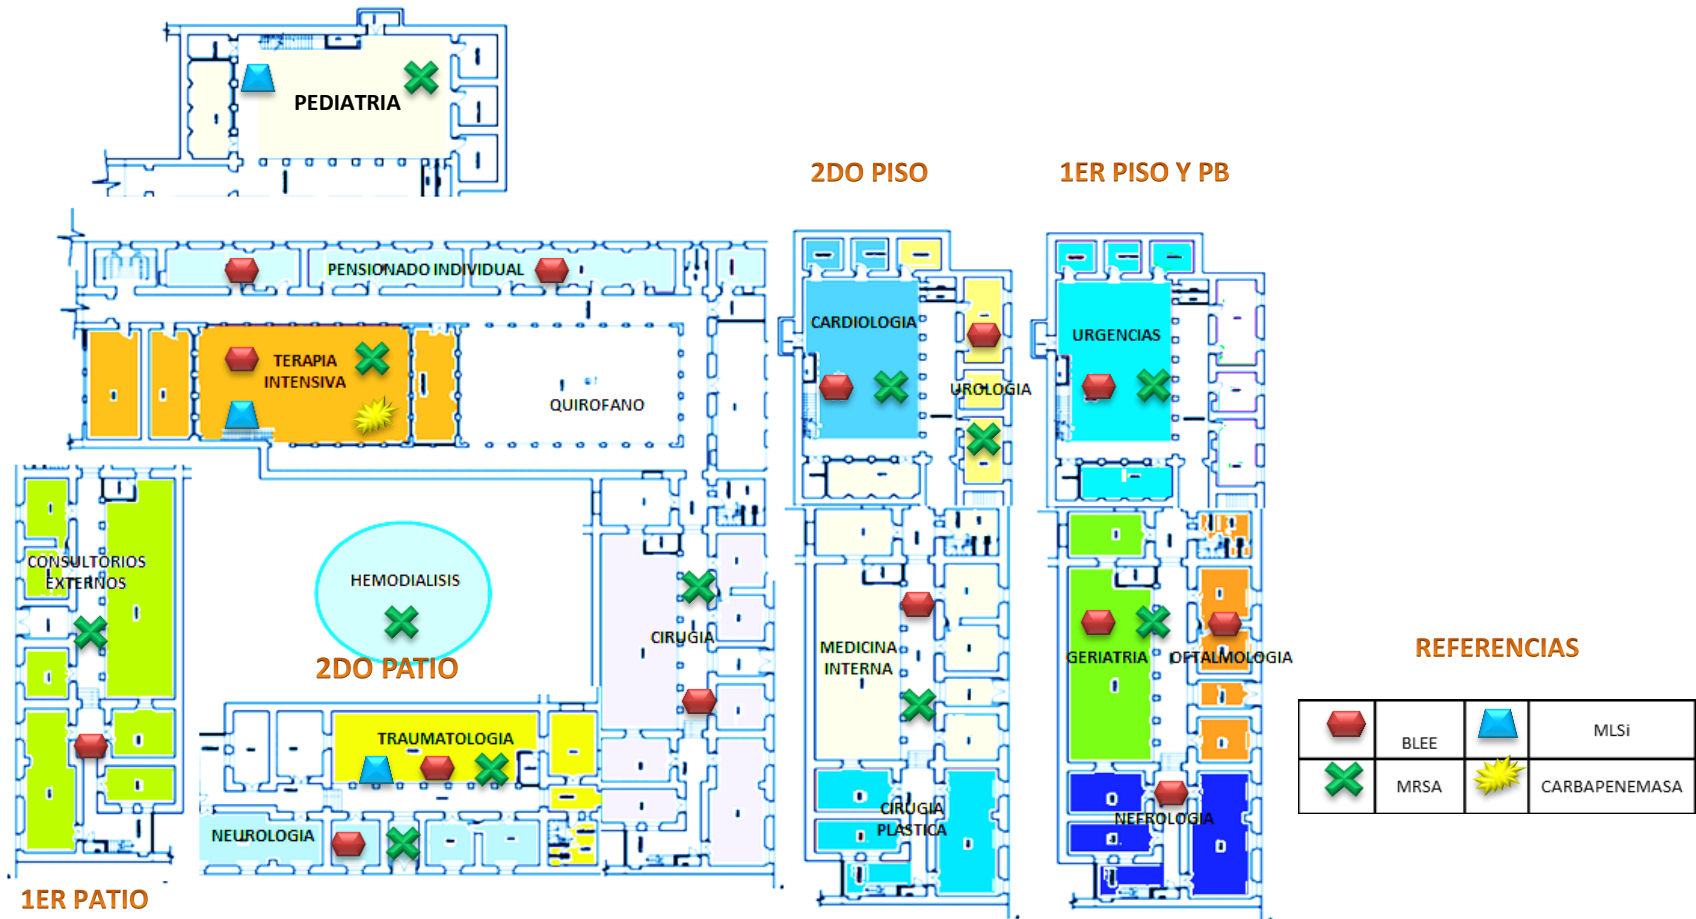 PEDIATRIA
2DO PISO
1ER PISO Y PB
PENSIONADO INDIVIDUAL
TERAPIA
INTENSIVA
QUIROFANO
CARDIOLOGIA
UROLOGIA
URGENCIAS
CONSULTORIOS
EXTERNOS
HEMODIALISIS
2DO PATIO
CIRUGIA
MEDICINA
INTERNA
GERIATRIA
OFTALMOLOGIA
TRAUMATOLOGIA
NEUROLOGIA
CIRUGIA
PLASTICA
NEFROLOGIA
1ER PATIO
REFERENCIAS
BLEE
MLSi
MRSA
CARBAPENEMASA